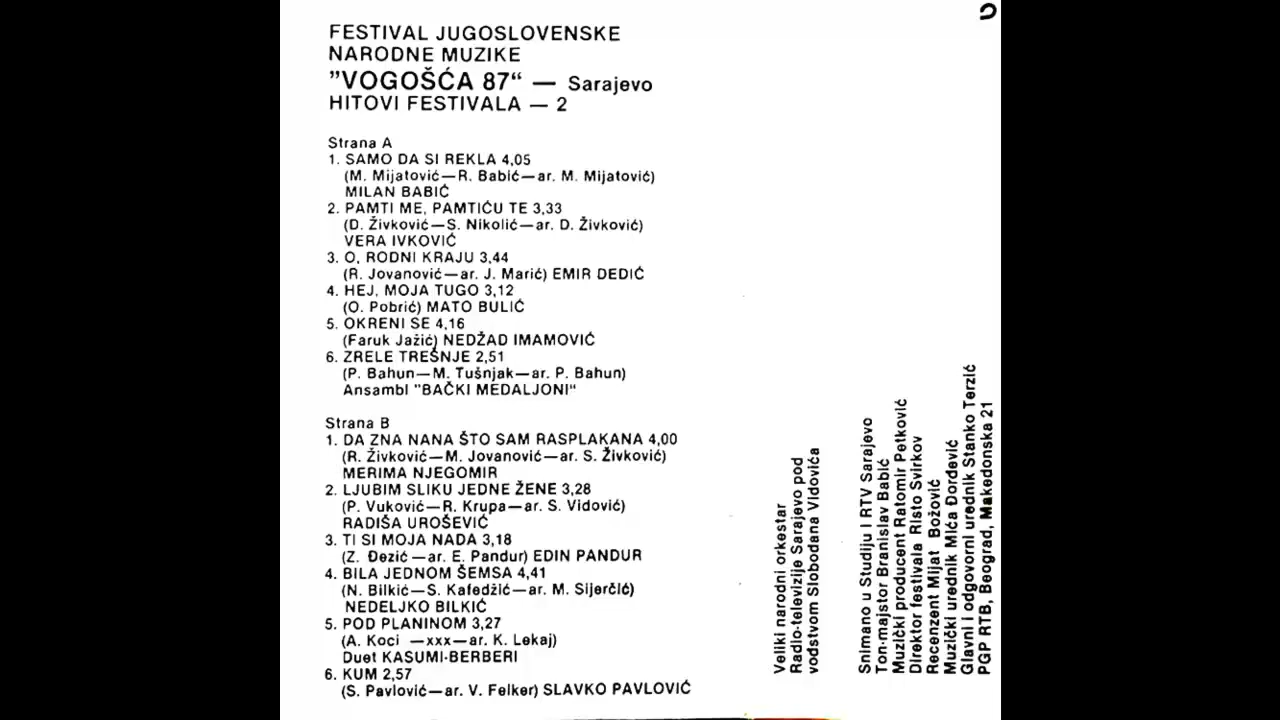 FESTIVAL JUGOSLOVENSKE
NARODNE MUZIKE
"VOGOŠĆA 87“ — Sarajevo
HITOVI FESTIVALA — 2
Strana A
1. SAMO DA SI REKLA 4,05
(M. Mijatović—R. Babić—ar. M. Mijatović)
MILAN BABIĆ
2. PAMTI ME, PAMTIĆU TE 3,33
(D. Živković—S. Nikolić—ar. D. Živković)
VERA IVKOVIĆ
3. O, RODNI KRAJU 3,44
(R. Jovanović—ar. J. Marić) EMIR DEDIĆ
4. HEJ, MOJA TUGO 3,12
(O. Pobrić) MATO BULIĆ
5. OKRENI SE 4,16
(Faruk Jažić) NEDŽAD IMAMOVIĆ
6. ZRELE TREŠNJE 2,51
(P. Bahun—M. Tušnjak—ar. P. Bahun)
Ansambl "BAČKI MEDALJONI“
Strana B
1. DA ZNA NANA ŠTO SAM RASPLAKANA 4,00
(R. Živković—M. Jovanović—ar. S. Živković)
MERIMA NJEGOMIR
2. LJUBIM SLIKU JEDNE ŽENE 3,28
(P. Vuković—R. Krupa—ar. S. Vidović)
RADIŠA UROŠEVIĆ
3. TI SI MOJA NADA 3,18
(Z. Đezić —ar. E. Pandur) EDIN PANDUR
4. BILA JEDNOM ŠEMSA 4,41
(N. Bilkić—S. Kafedžić—ar. M. Sijerčić)
NEDELJKO BILKIĆ
5. POD PLANINOM 3,27
(A. Koci —xxx—ar. K. Lekaj)
Duet KASUMI-BERBERI
6. KUM 2,57
(S. Pavlović—ar. V. Felker) SLAVKO PAVLOVIĆ
Veliki narodni orkestar
Radio-televizije Sarajevo pod
vodstvom Slobodana Vidovića
Snimano u Studiju I RTV Sarajevo
Ton-majstor Branislav Babić
Muzički producent Ratomir Petković
Direktor festivala Risto Svirkov
Recenzent Mijat Božović
Muzički urednik Mića Đorđević
Glavni i odgovorni urednik Stanko Terzić
PGP RTB, Beograd, Makedonska 21